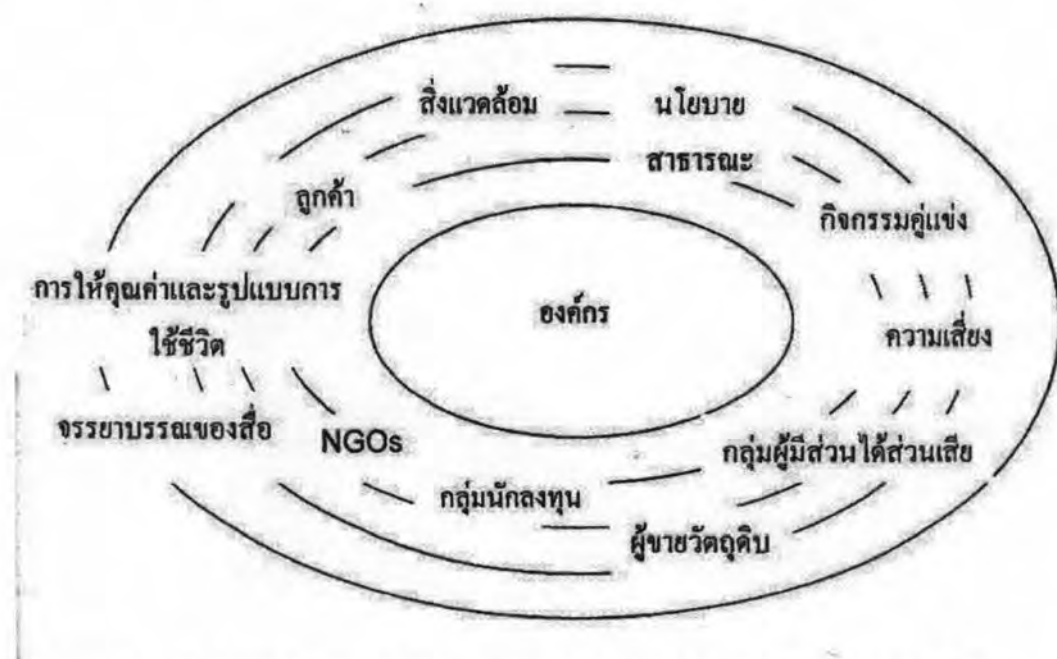 สิ่งแวดล้อม
นโยบาย
สาธารณะ
ลูกค้า
กิจกรรมคู่แข่ง
การให้คุณค่าและรูปแบบการ
ใช้ชีวิต
องค์กร
ความเสี่ยง
จรรยาบรรณของสื่อ
NGOs
กลุ่มผู้มีส่วนได้ส่วนเสีย
กลุ่มนักลงทุน
ผู้ขายวัตถุดิบ